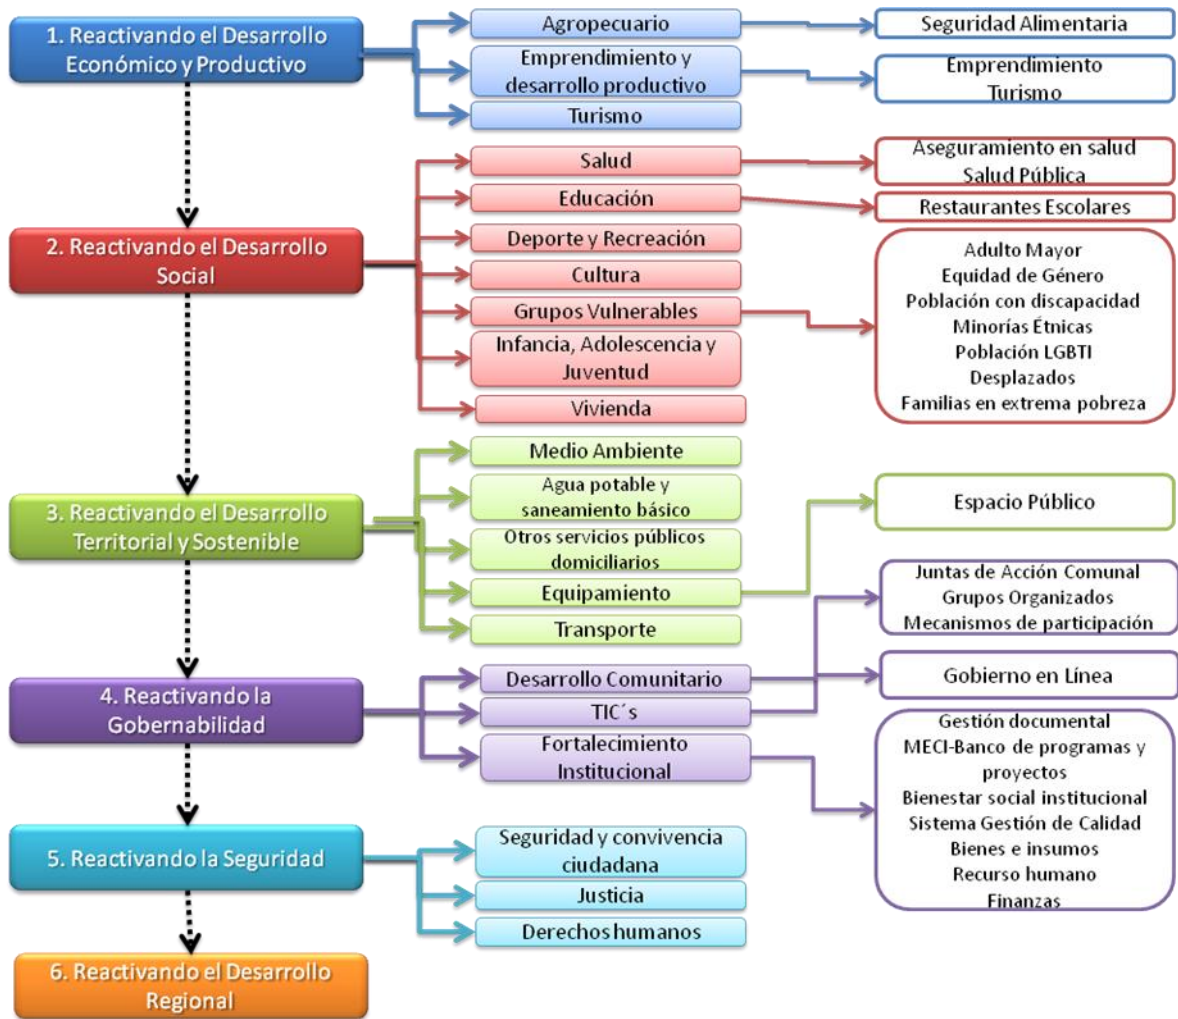 1. Reactivando el Desarrollo
Económico y Productivo
Agropecuario
Seguridad Alimentaria
Emprendimiento y
desarrollo productivo
Emprendimiento
Turismo
Turismo
2. Reactivando el Desarrollo
Social
Salud
Aseguramiento en salud
Salud Pública
Educación
Restaurantes Escolares
Deporte y Recreación
Cultura
Grupos Vulnerables
Adulto Mayor
Equidad de Género
Población con discapacidad
Minorías Étnicas
Población LGBTI
Desplazados
Familias en extrema pobreza
Infancia, Adolescencia y
Juventud
Vivienda
3. Reactivando el Desarrollo
Territorial y Sostenible
Medio Ambiente
Agua potable y
saneamiento básico
Otros servicios públicos
domiciliarios
Equipamiento
Espacio Público
Transporte
4. Reactivando la
Gobernabilidad
Desarrollo Comunitario
Juntas de Acción Comunal
Grupos Organizados
Mecanismos de participación
TIC´s
Gobierno en Línea
Fortalecimiento
Institucional
Gestión documental
MECI-Banco de programas y
proyectos
Bienestar social institucional
Sistema Gestión de Calidad
Bienes e insumos
Recurso humano
Finanzas
5. Reactivando la Seguridad
Seguridad y convivencia
ciudadana
Justicia
Derechos humanos
6. Reactivando el Desarrollo
Regional